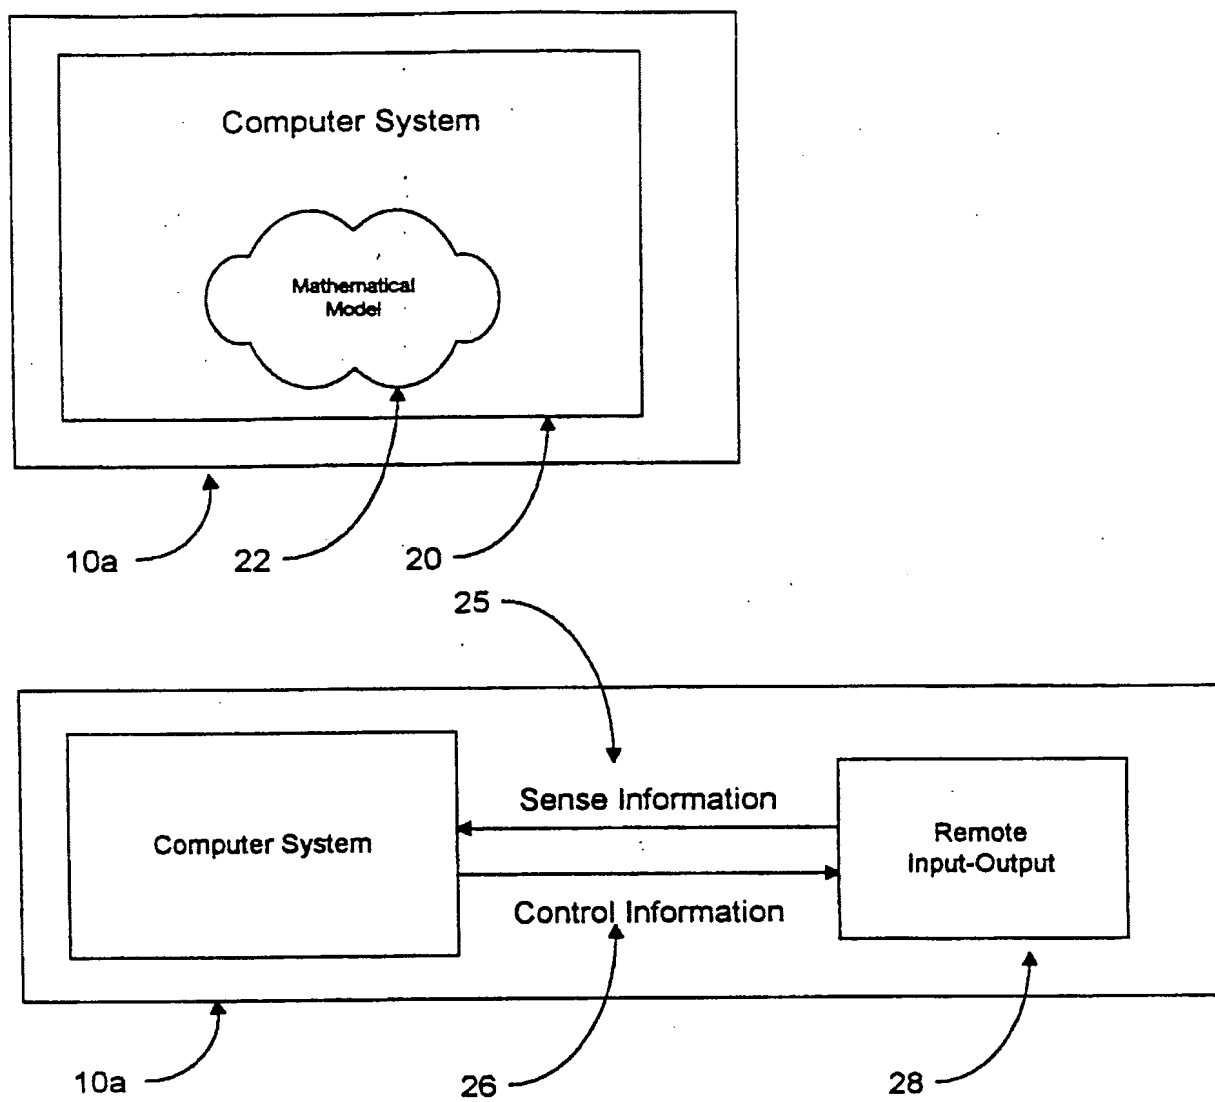 Computer System
Mathematical
Model
10a
22
20
25
Sense Information
Computer System
Remote
Input-Output
Control Information
10a
26
28